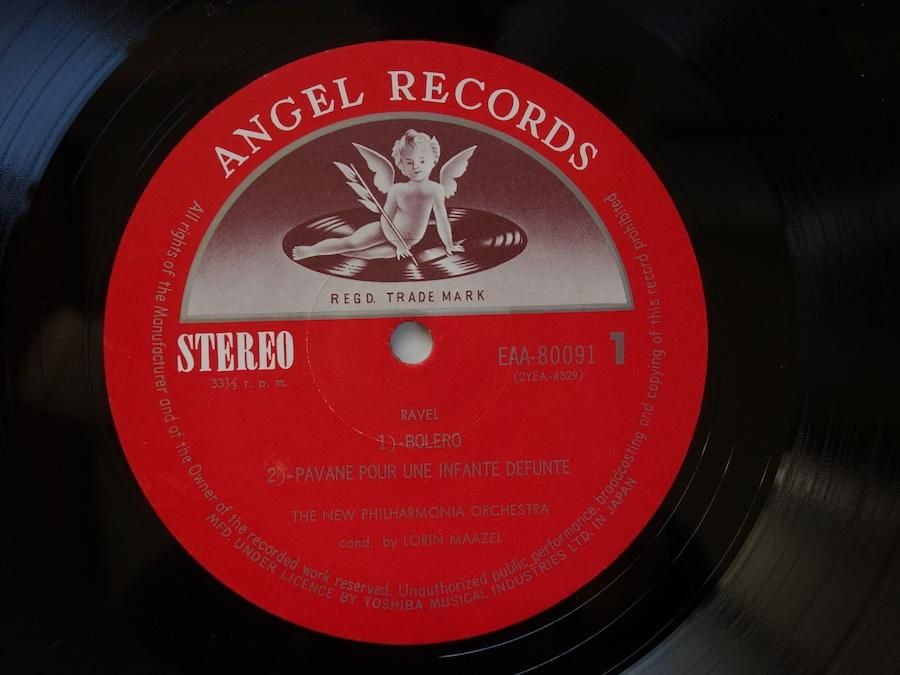 ANGEL RECORDS
REGD. TRADE MARK
STEREO
33⅓ r. p. m.
EAA-80091 1
(2YEA-4329)
RAVEL
1)-BOLERO
2)-PAVANE POUR UNE INFANTE DEFUNTE
THE NEW PHILHARMONIA ORCHESTRA
cond. by LORIN MAAZEL
All rights of the Manufacturer and of the Owner of the recorded work reserved. Unauthorized public performance, broadcasting and copying of this record prohibited
MFD. UNDER LICENCE BY TOSHIBA MUSICAL INDUSTRIES LTD. IN JAPAN